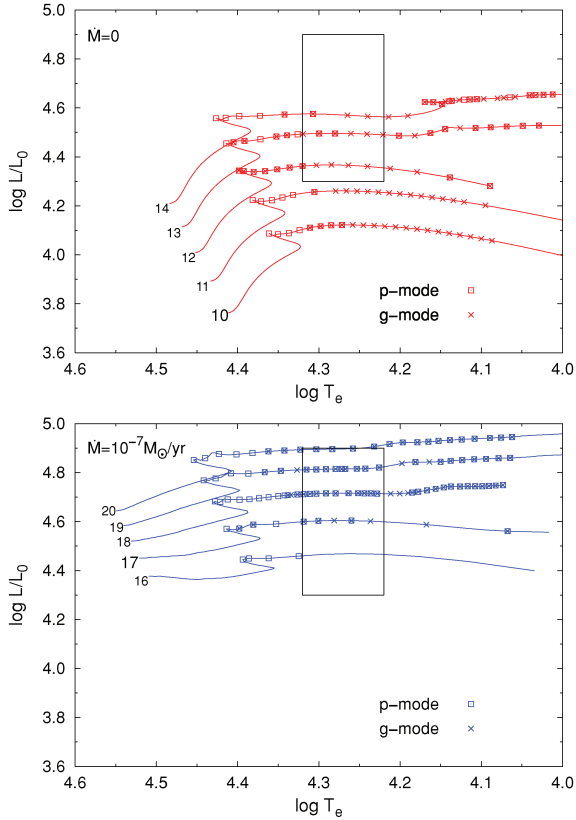 5.0
Ṁ=0
4.8
4.6
4.4
4.2
4.0
3.8
3.6
log L/L₀
14
13
12
11
10
p-mode
g-mode
4.6 4.5 4.4 4.3 4.2 4.1 4.0
log Tₑ
5.0
Ṁ=10⁻⁷M☉/yr
4.8
4.6
4.4
4.2
4.0
3.8
3.6
log L/L₀
20
19
18
17
16
p-mode
g-mode
4.6 4.5 4.4 4.3 4.2 4.1 4.0
log Tₑ